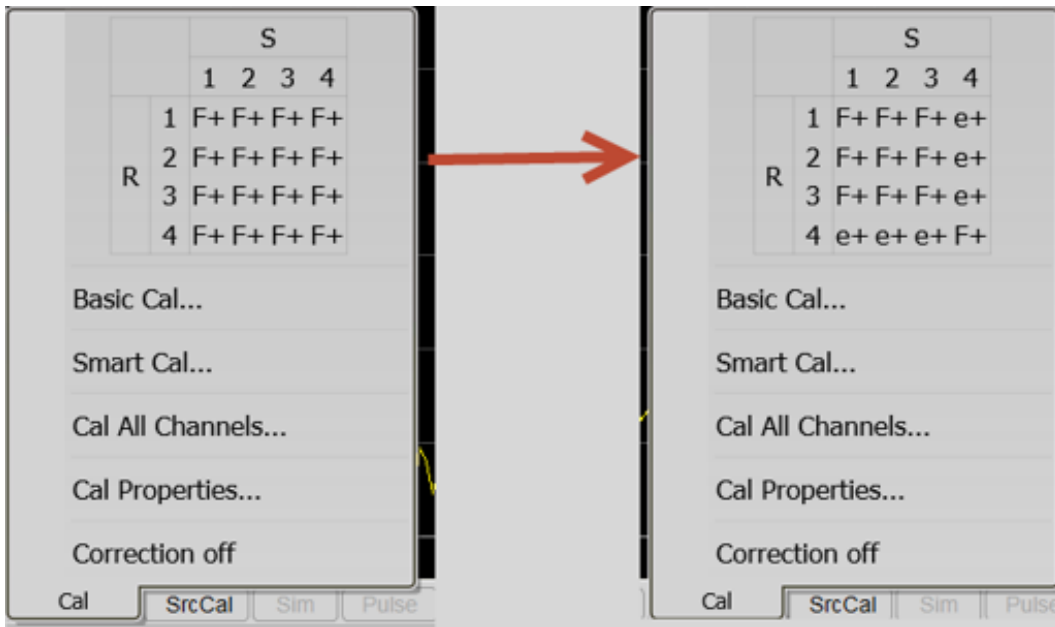 S
1 2 3 4
1 F+ F+ F+ F+
2 F+ F+ F+ F+
R
3 F+ F+ F+ F+
4 F+ F+ F+ F+
Basic Cal...
Smart Cal...
Cal All Channels...
Cal Properties...
Correction off
Cal SrcCal Sim Pulse
S
1 2 3 4
1 F+ F+ F+ e+
2 F+ F+ F+ e+
R
3 F+ F+ F+ e+
4 e+ e+ e+ F+
Basic Cal...
Smart Cal...
Cal All Channels...
Cal Properties...
Correction off
Cal SrcCal Sim Pulse